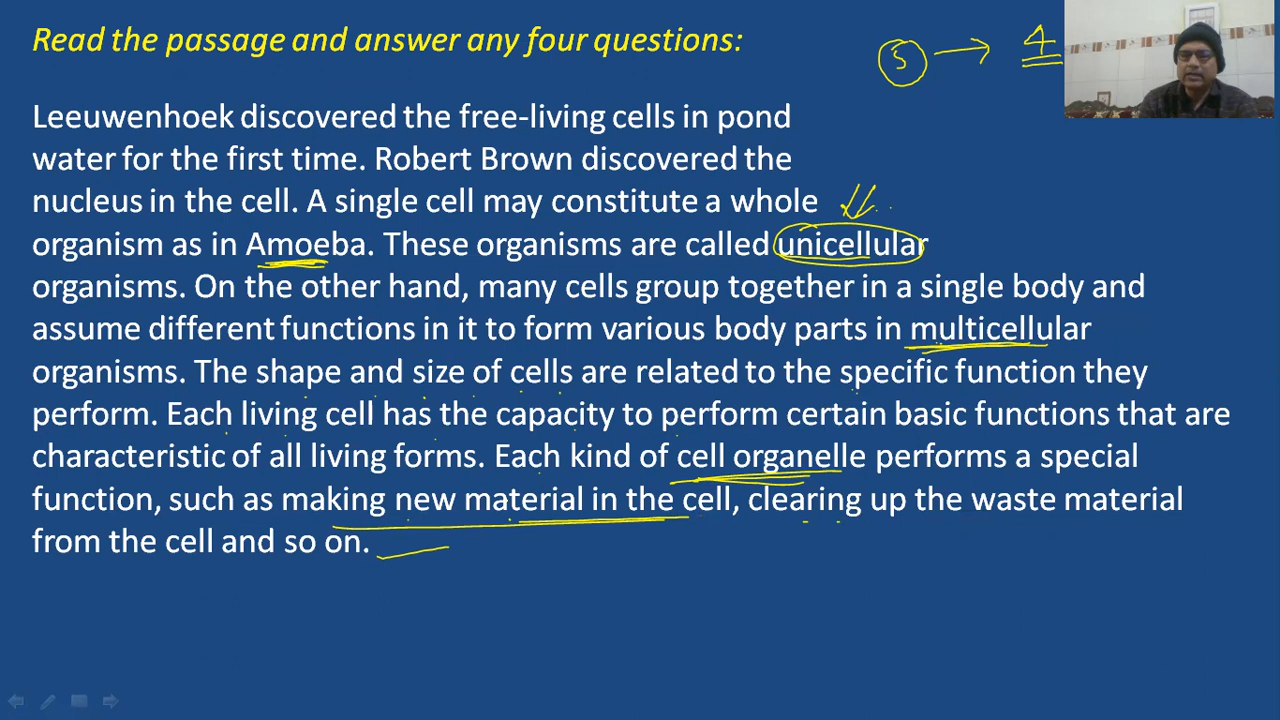 Read the passage and answer any four questions:
5 → 4
Leeuwenhoek discovered the free-living cells in pond
water for the first time. Robert Brown discovered the
nucleus in the cell. A single cell may constitute a whole
organism as in Amoeba. These organisms are called unicellular
organisms. On the other hand, many cells group together in a single body and
assume different functions in it to form various body parts in multicellular
organisms. The shape and size of cells are related to the specific function they
perform. Each living cell has the capacity to perform certain basic functions that are
characteristic of all living forms. Each kind of cell organelle performs a special
function, such as making new material in the cell, clearing up the waste material
from the cell and so on.